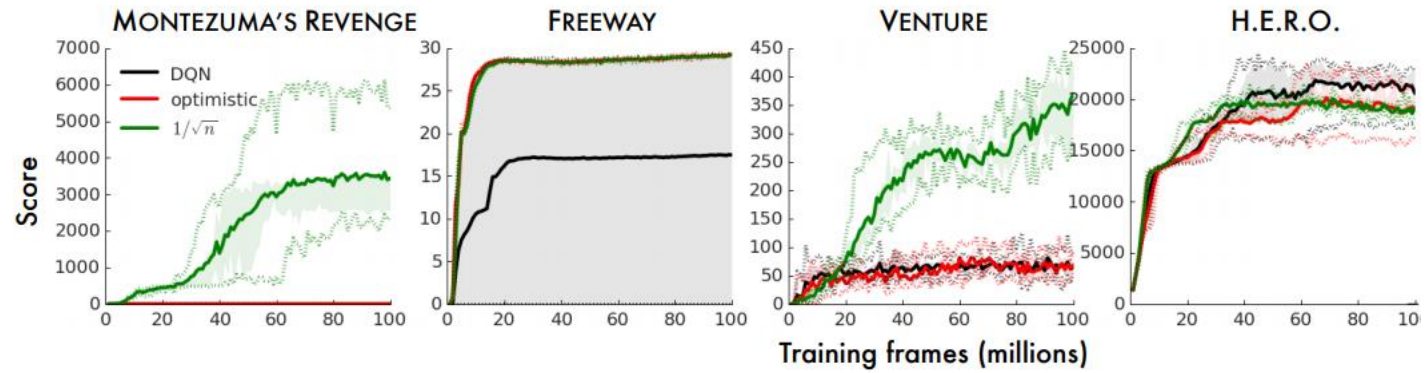 MONTEZUMA'S REVENGE
FREEWAY
VENTURE
H.E.R.O.
Score
7000
6000
5000
4000
3000
2000
1000
0
DQN
optimistic
1/√n
0 20 40 60 80 100
30
25
20
15
10
5
0
0 20 40 60 80 100
450
400
350
300
250
200
150
100
50
0
0 20 40 60 80 100
25000
20000
15000
10000
5000
0
0 20 40 60 80 100
Training frames (millions)